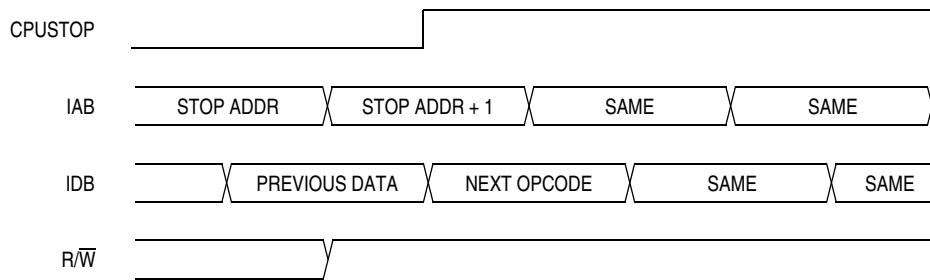 CPUSTOP
IAB STOP ADDR STOP ADDR + 1 SAME SAME
IDB PREVIOUS DATA NEXT OPCODE SAME SAME
R/W̅